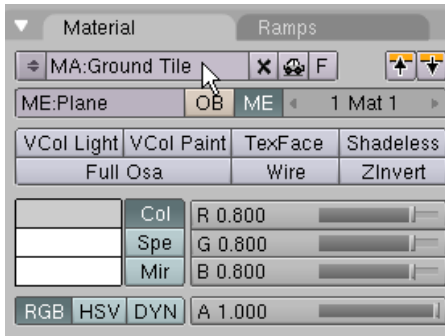 Material Ramps
MA:Ground Tile F
ME:Plane OB ME 1 Mat 1
VCol Light VCol Paint TexFace Shadeless
Full Osa Wire ZInvert
Col R 0.800
Spe G 0.800
Mir B 0.800
RGB HSV DYN A 1.000